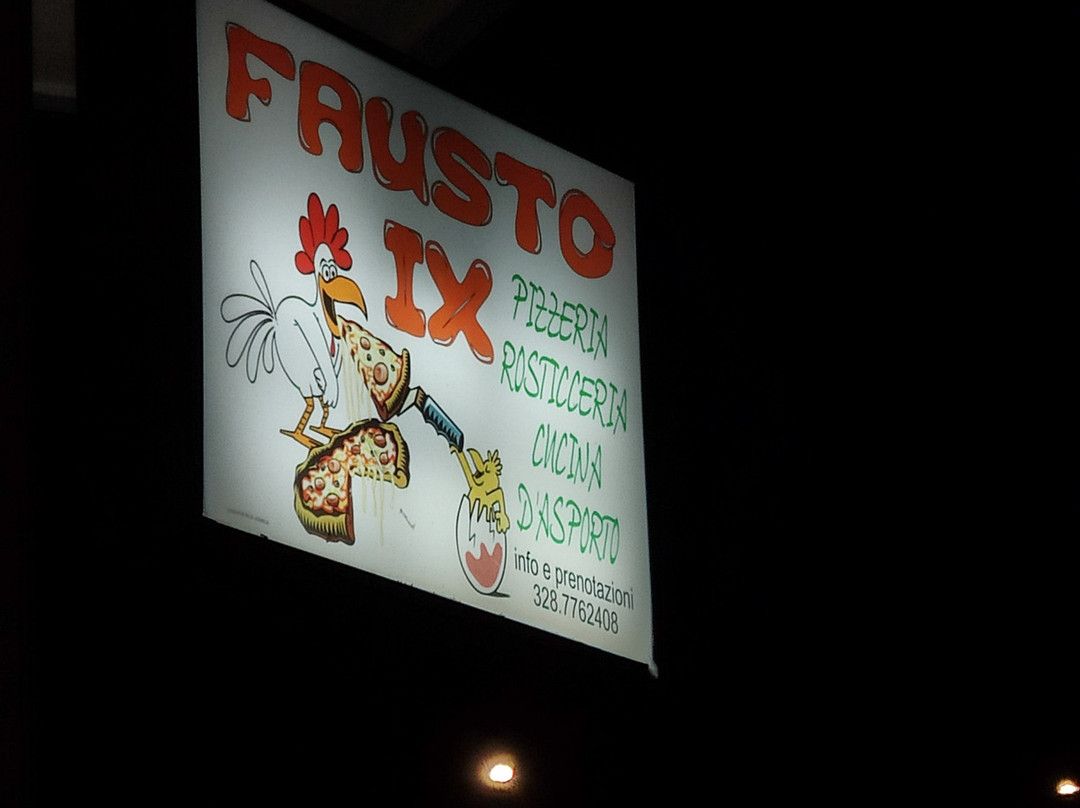 FAUSTO
IX
PIZZERIA
ROSTICCERIA
CUCINA
D'ASPORTO
info e prenotazioni
328.7762408